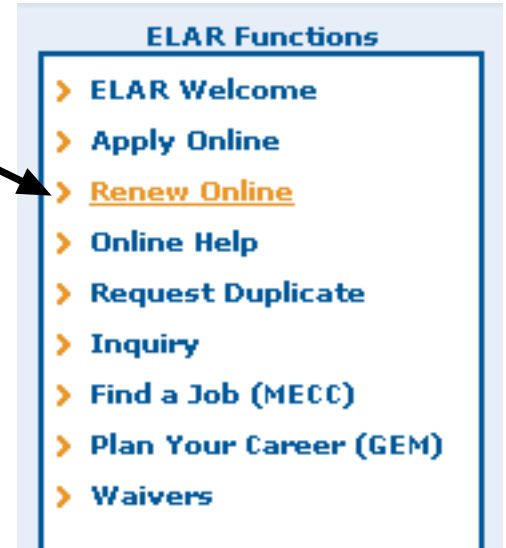 ELAR Functions
ELAR Welcome
Apply Online
Renew Online
Online Help
Request Duplicate
Inquiry
Find a Job (MECC)
Plan Your Career (GEM)
Waivers